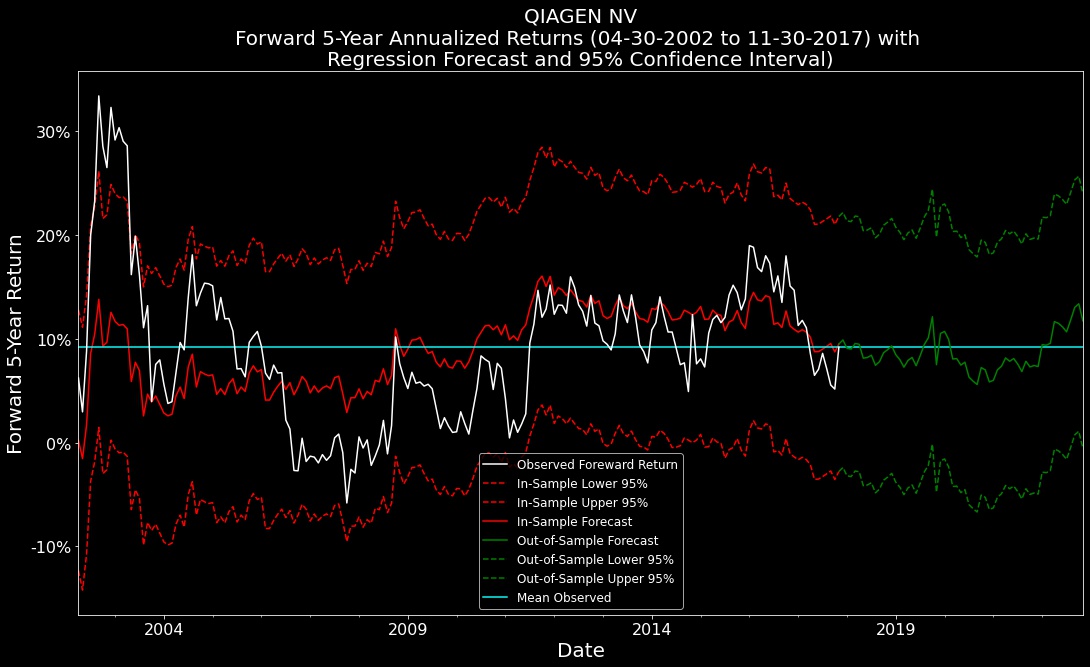 QIAGEN NV
Forward 5-Year Annualized Returns (04-30-2002 to 11-30-2017) with
Regression Forecast and 95% Confidence Interval)
Forward 5-Year Return
30%
20%
10%
0%
-10%
Observed Foreward Return
In-Sample Lower 95%
In-Sample Upper 95%
In-Sample Forecast
Out-of-Sample Forecast
Out-of-Sample Lower 95%
Out-of-Sample Upper 95%
Mean Observed
2004
2009
2014
2019
Date